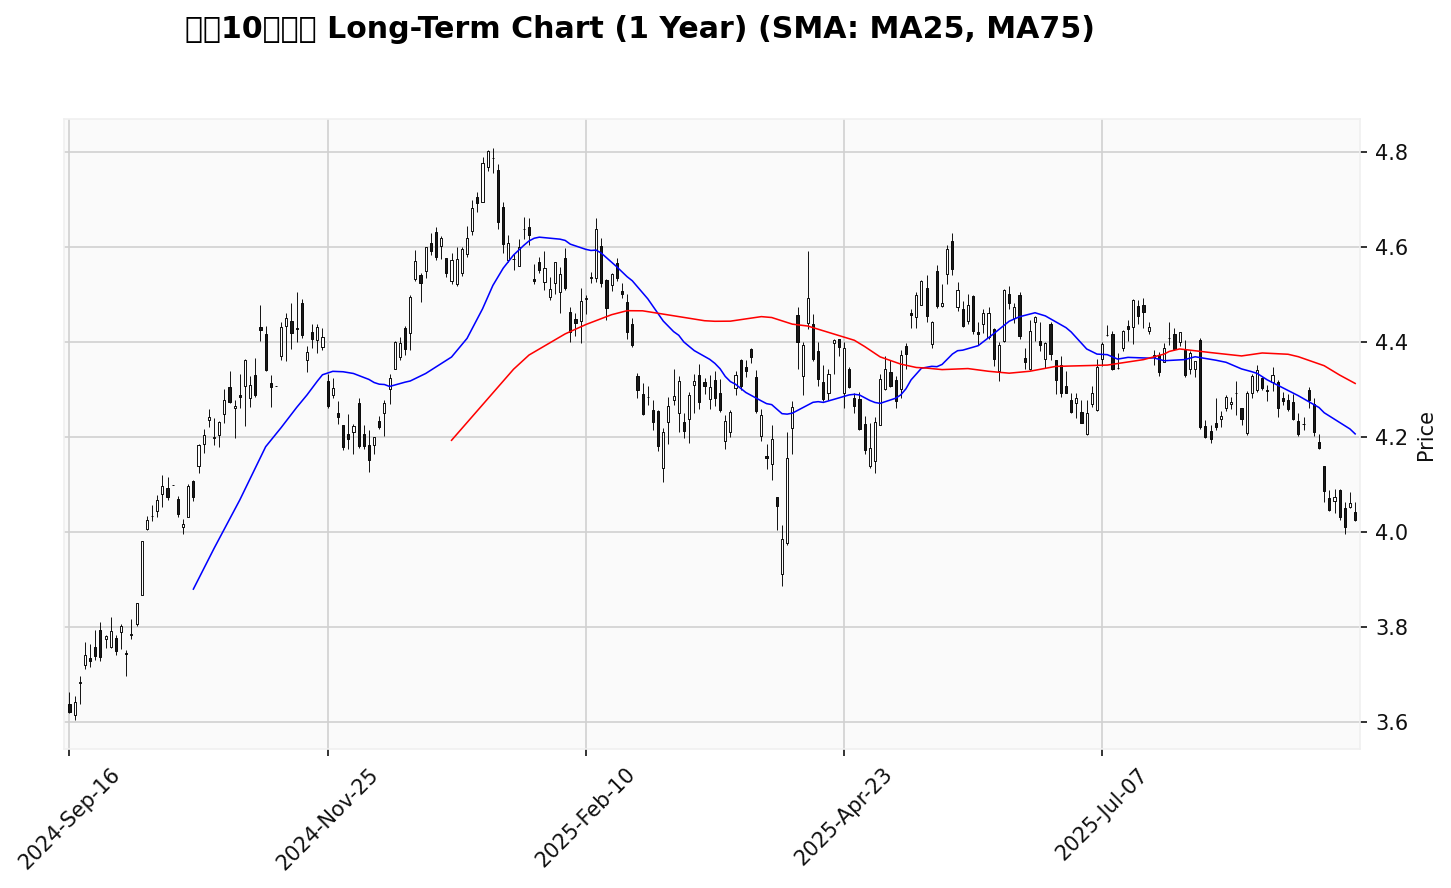 10 Long-Term Chart (1 Year) (SMA: MA25, MA75)
4.8
4.6
4.4
4.2
4.0
3.8
3.6
Price
2024-Sep-16
2024-Nov-25
2025-Feb-10
2025-Apr-23
2025-Jul-07